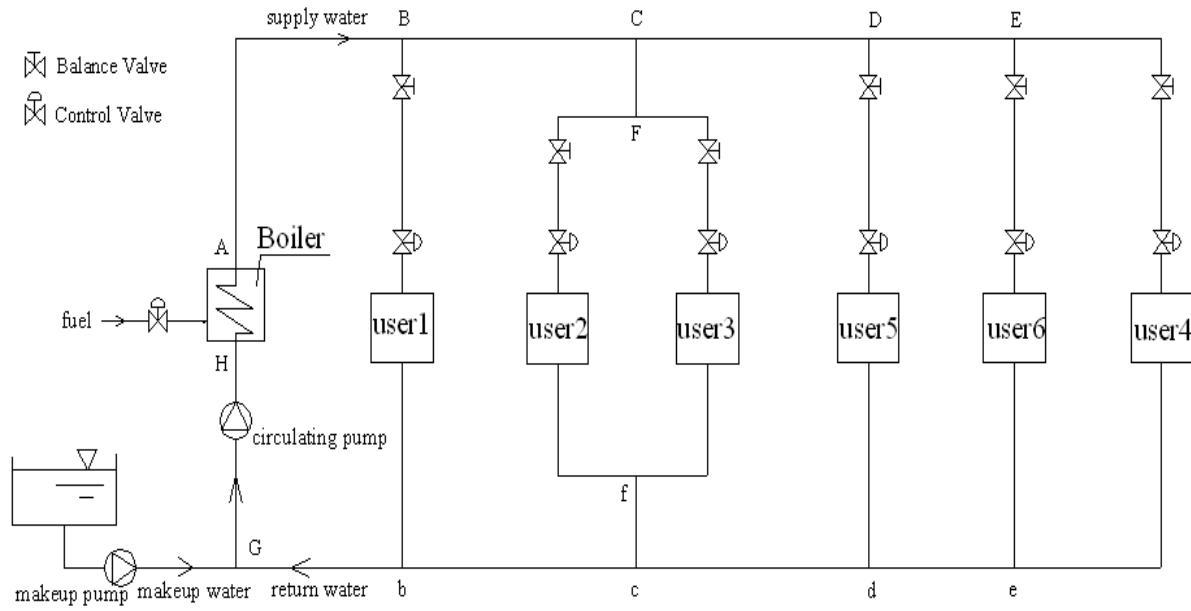 supply water
B
C
D
E
Balance Valve
Control Valve
F
A
Boiler
fuel
user1
user2
user3
user5
user6
user4
H
circulating pump
f
G
makeup pump
makeup water
return water
b
c
d
e